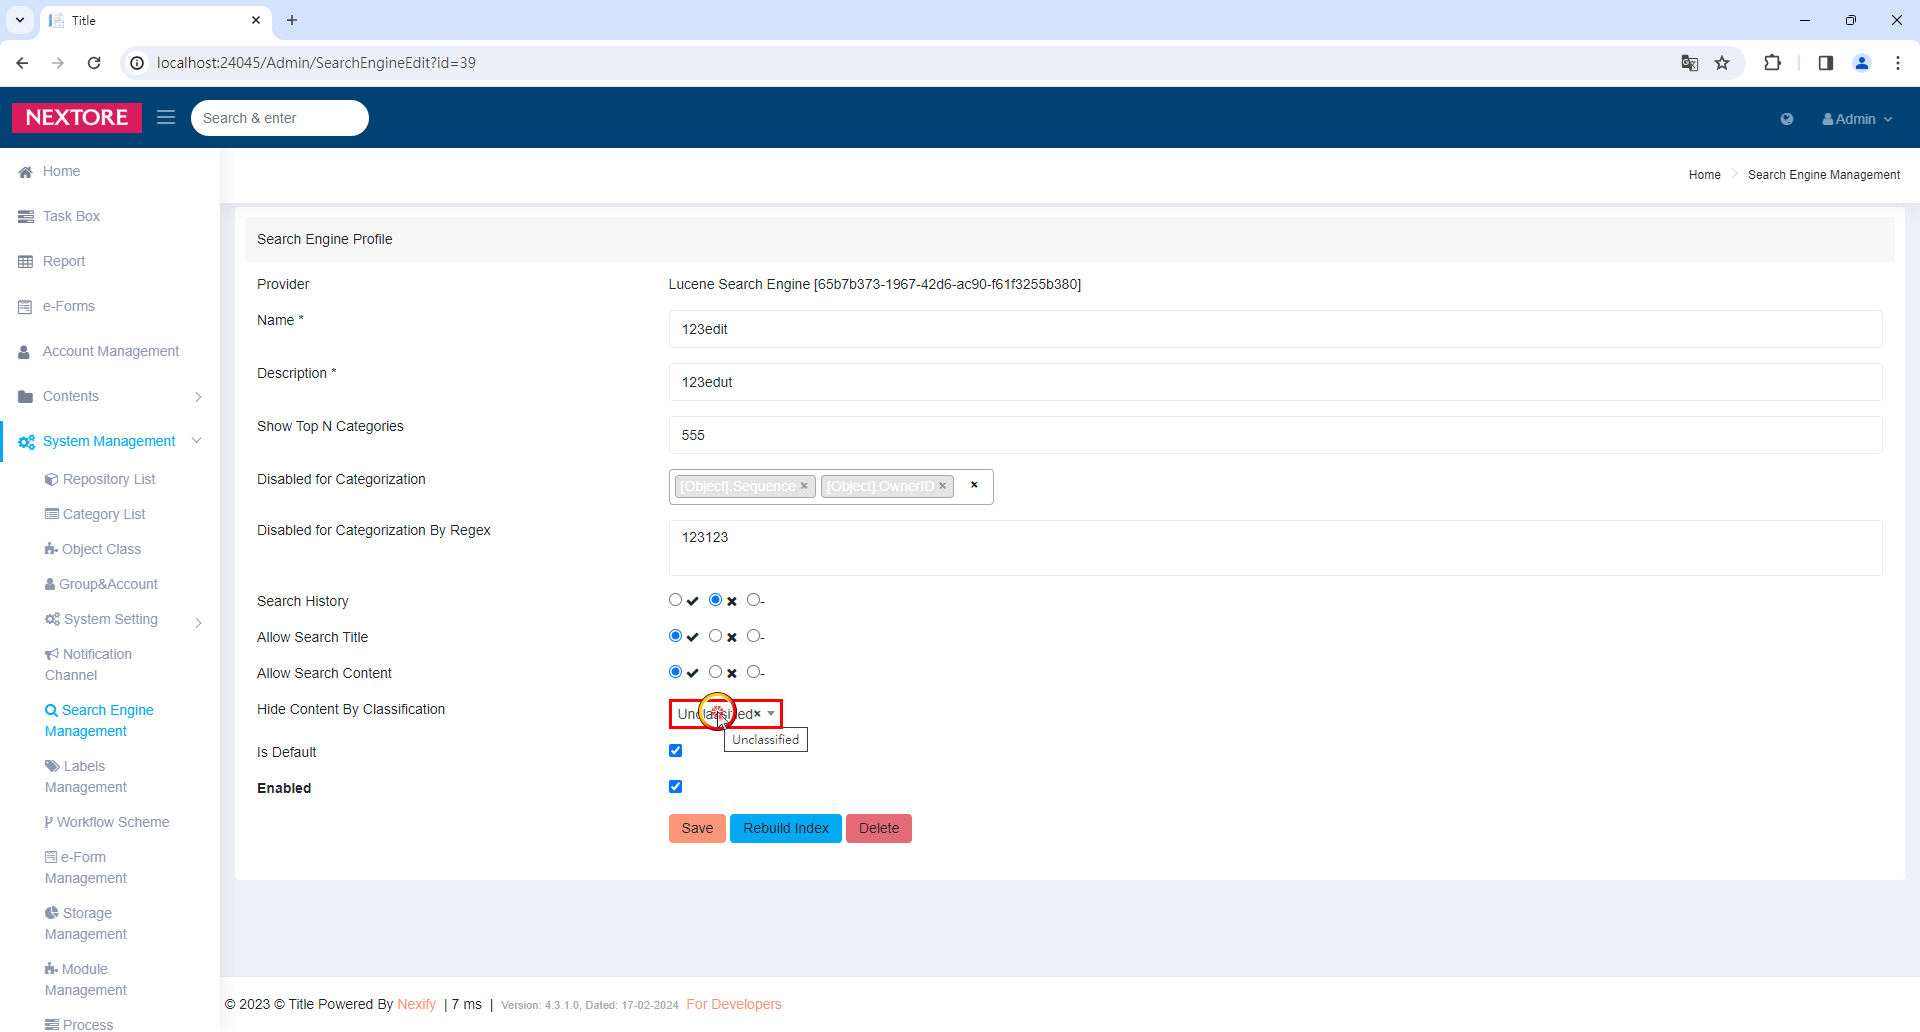 Title
localhost:24045/Admin/SearchEngineEdit?id=39
NEXTORE
Search & enter
Admin
Home
Task Box
Report
e-Forms
Account Management
Contents
System Management
Repository List
Category List
Object Class
Group&Account
System Setting
Notification
Channel
Search Engine
Management
Labels
Management
Workflow Scheme
e-Form
Management
Storage
Management
Module
Management
Process
Home
Search Engine Management
Search Engine Profile
Provider
Lucene Search Engine [65b7b373-1967-42d6-ac90-f61f3255b380]
Name *
123edit
Description *
123edut
Show Top N Categories
555
Disabled for Categorization
[Object].Sequence × [Object].OwnerID × ×
Disabled for Categorization By Regex
123123
Search History
-
Allow Search Title
-
Allow Search Content
-
Hide Content By Classification
Unclassified×
Unclassified
Is Default
Enabled
Save
Rebuild Index
Delete
© 2023 © Title Powered By Nexify | 7 ms | Version: 4.3.1.0, Dated: 17-02-2024 For Developers